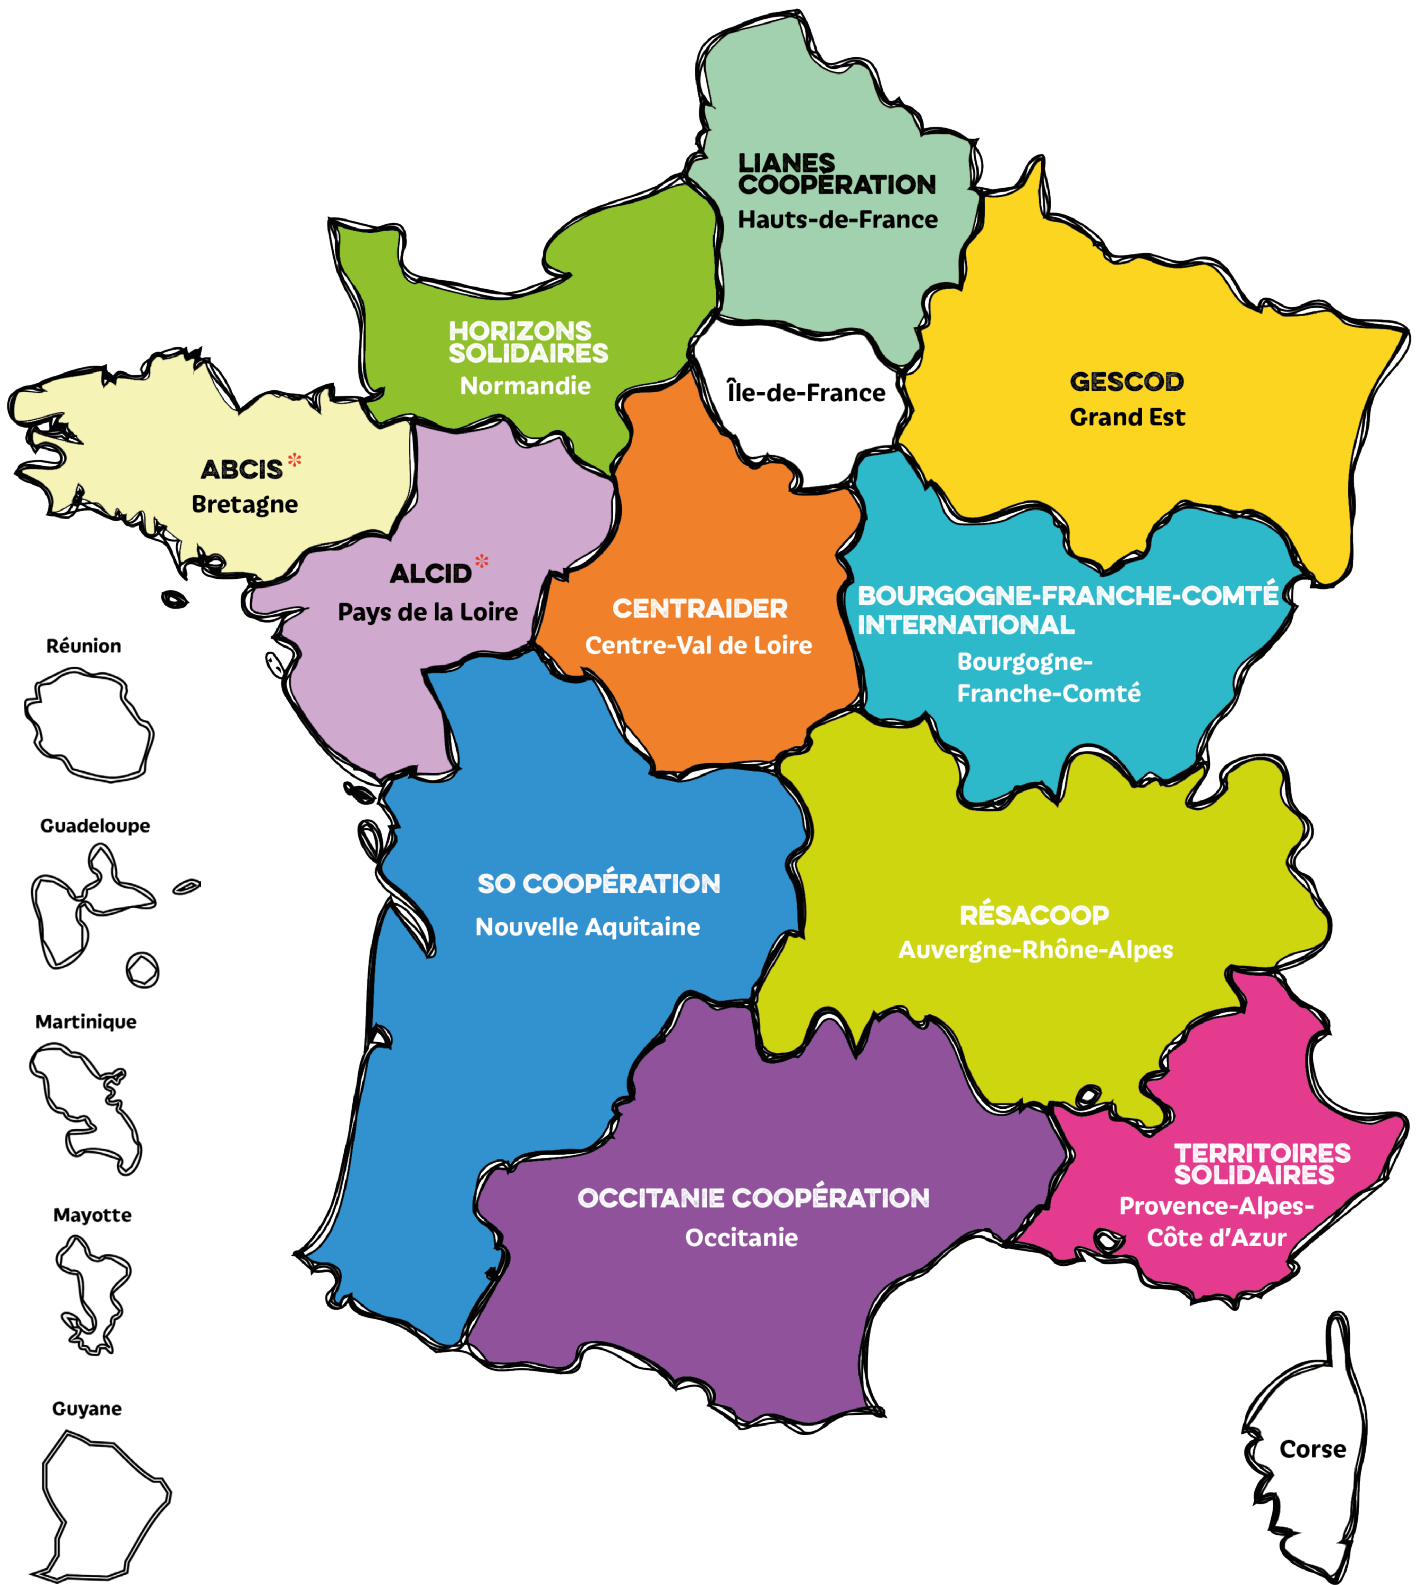 LIANES
COOPÉRATION
Hauts-de-France
HORIZONS
SOLIDAIRES
Normandie
Île-de-France
GESCOD
Grand Est
ABCIS*
Bretagne
ALCID*
Pays de la Loire
CENTRAIDER
Centre-Val de Loire
BOURGOGNE-FRANCHE-COMTÉ
INTERNATIONAL
Bourgogne-
Franche-Comté
SO COOPÉRATION
Nouvelle Aquitaine
RÉSACOOP
Auvergne-Rhône-Alpes
OCCITANIE COOPÉRATION
Occitanie
TERRITOIRES
SOLIDAIRES
Provence-Alpes-
Côte d'Azur
Corse
Réunion
Guadeloupe
Martinique
Mayotte
Guyane